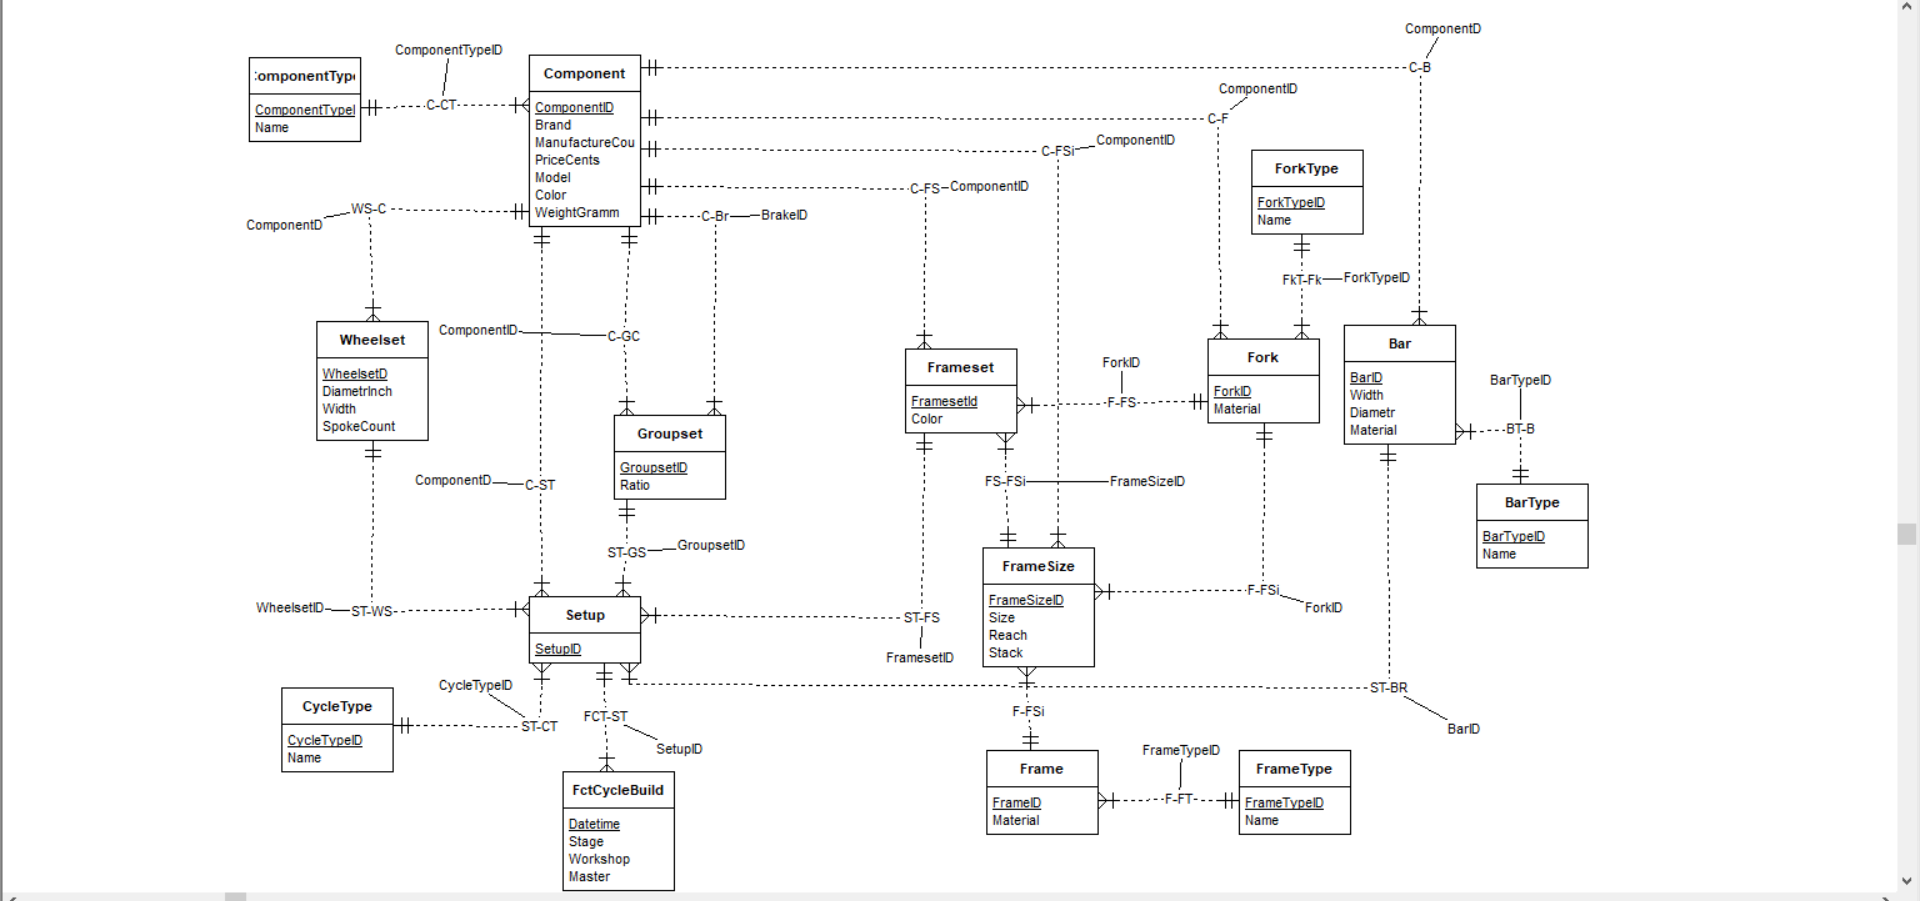 ComponentD
ComponentTypeID
Component
ComponentID
Brand
ManufactureCou
PriceCents
Model
Color
WeightGramm
:omponentTyp
ComponentTypel
Name
C-CT
C-B
ComponentID
C-F
C-FSi
ComponentID
C-FS
ComponentID
C-Br
BrakeID
WS-C
ComponentD
ForkType
ForkTypeID
Name
FkT-Fk
ForkTypeID
Wheelset
WheelsetD
DiametrInch
Width
SpokeCount
ComponentID
C-GC
Frameset
FramesetId
Color
ForkID
F-FS
Fork
ForkID
Material
Bar
BarID
Width
Diametr
Material
BarTypeID
BT-B
Groupset
GroupsetID
Ratio
ComponentD
C-ST
FS-FSi
FrameSizeID
BarType
BarTypeID
Name
ST-GS
GroupsetID
FrameSize
FrameSizeID
Size
Reach
Stack
F-FSi
ForkID
WheelsetID
ST-WS
Setup
SetupID
ST-FS
FramesetID
CycleTypeID
CycleType
CycleTypeID
Name
ST-CT
FCT-ST
SetupID
ST-BR
BarID
F-FSi
Frame
FrameID
Material
FrameTypeID
F-FT
FrameType
FrameTypeID
Name
FctCycleBuild
Datetime
Stage
Workshop
Master